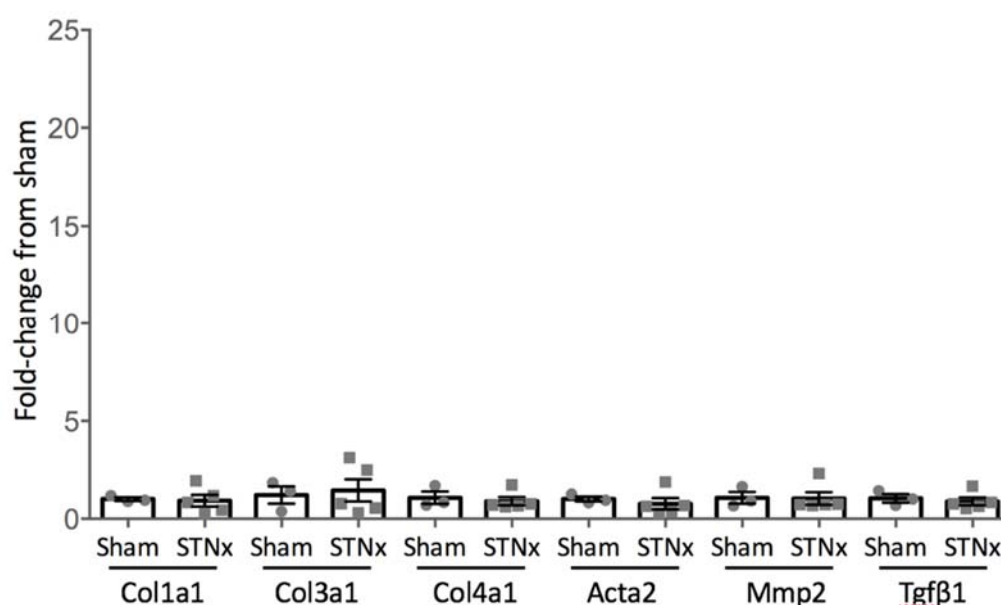 Fold-change from sham
25
20
15
10
5
0
Sham STNx Sham STNx Sham STNx Sham STNx Sham STNx Sham STNx
Col1a1 Col3a1 Col4a1 Acta2 Mmp2 Tgfβ1